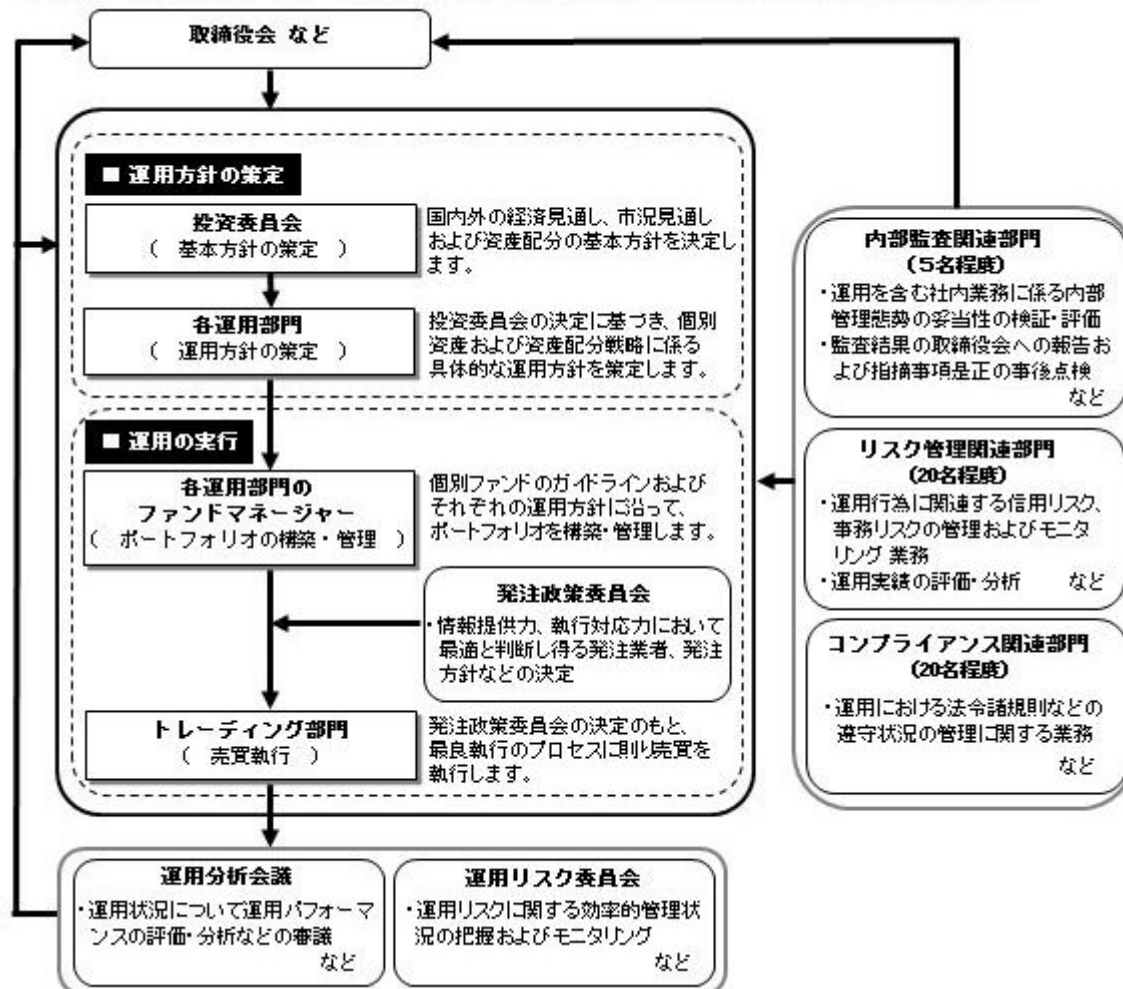 取締役会 など
■ 運用方針の策定
投資委員会
（ 基本方針の策定 ）
国内外の経済見通し、市況見通し
および資産配分の基本方針を決定し
ます。
各運用部門
（ 運用方針の策定 ）
投資委員会の決定に基づき、個別
資産および資産配分戦略に係る
具体的な運用方針を策定します。
■ 運用の実行
各運用部門の
ファンドマネージャー
（ ポートフォリオの構築・管理 ）
個別ファンドのガイドラインおよび
それぞれの運用方針に沿って、
ポートフォリオを構築・管理します。
発注政策委員会
・情報提供力、執行対応力において
最適と判断し得る発注業者、発注
方針などの決定
トレーディング部門
（ 売買執行 ）
発注政策委員会の決定のもと、
最良執行のプロセスに則り売買を
執行します。
運用分析会議
・運用状況について運用パフォーマ
ンスの評価・分析などの審議
など
運用リスク委員会
・運用リスクに関する効率的管理状
況の把握およびモニタリング
など
内部監査関連部門
（5名程度）
・運用を含む社内業務に係る内部
管理態勢の妥当性の検証・評価
・監査結果の取締役会への報告お
よび指摘事項是正の事後点検
など
リスク管理関連部門
（20名程度）
・運用行為に関連する信用リスク、
事務リスクの管理およびモニタ
リング 業務
・運用実績の評価・分析 など
コンプライアンス関連部門
（20名程度）
・運用における法令諸規則などの
遵守状況の管理に関する業務
など